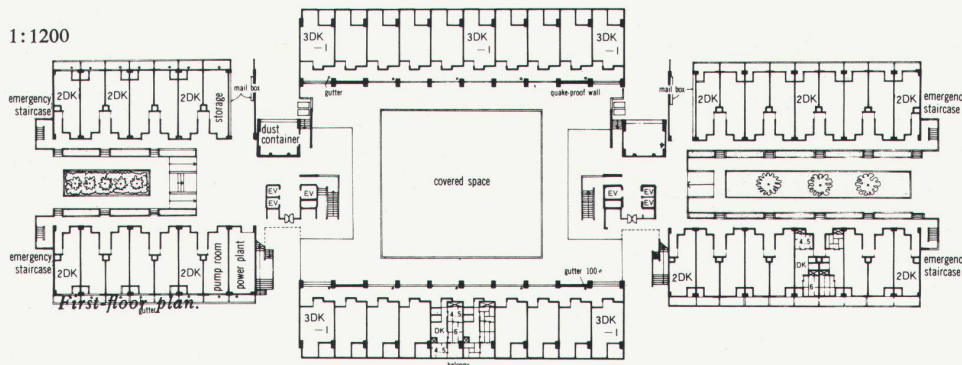 1:1200
3DK
-1
3DK
-1
3DK
-1
gutter
quake-proof wall
emergency
staircase
2DK
2DK
2DK
storage
mail box
dust
container
mail box
2DK
2DK
2DK
emergency
staircase
covered space
EV
EV
EV
EV
EV
EV
emergency
staircase
2DK
2DK
pump room
power plant
First-floor plan.
gutter
gutter 100ø
3DK
-1
DK
4.5
6
4.5
3DK
-1
balcony
2DK
4.5
DK
6
2DK
emergency
staircase